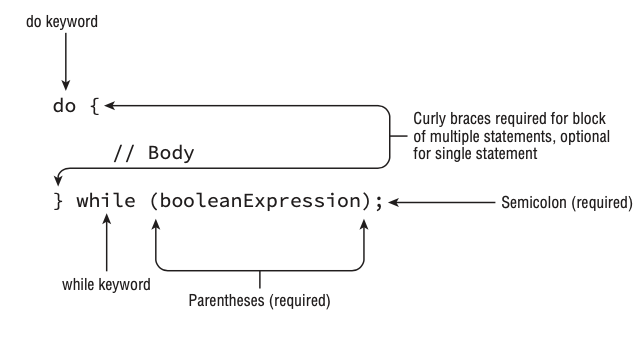 do keyword
do {
Curly braces required for block
of multiple statements, optional
for single statement
// Body
} while (booleanExpression);
Semicolon (required)
while keyword
Parentheses (required)